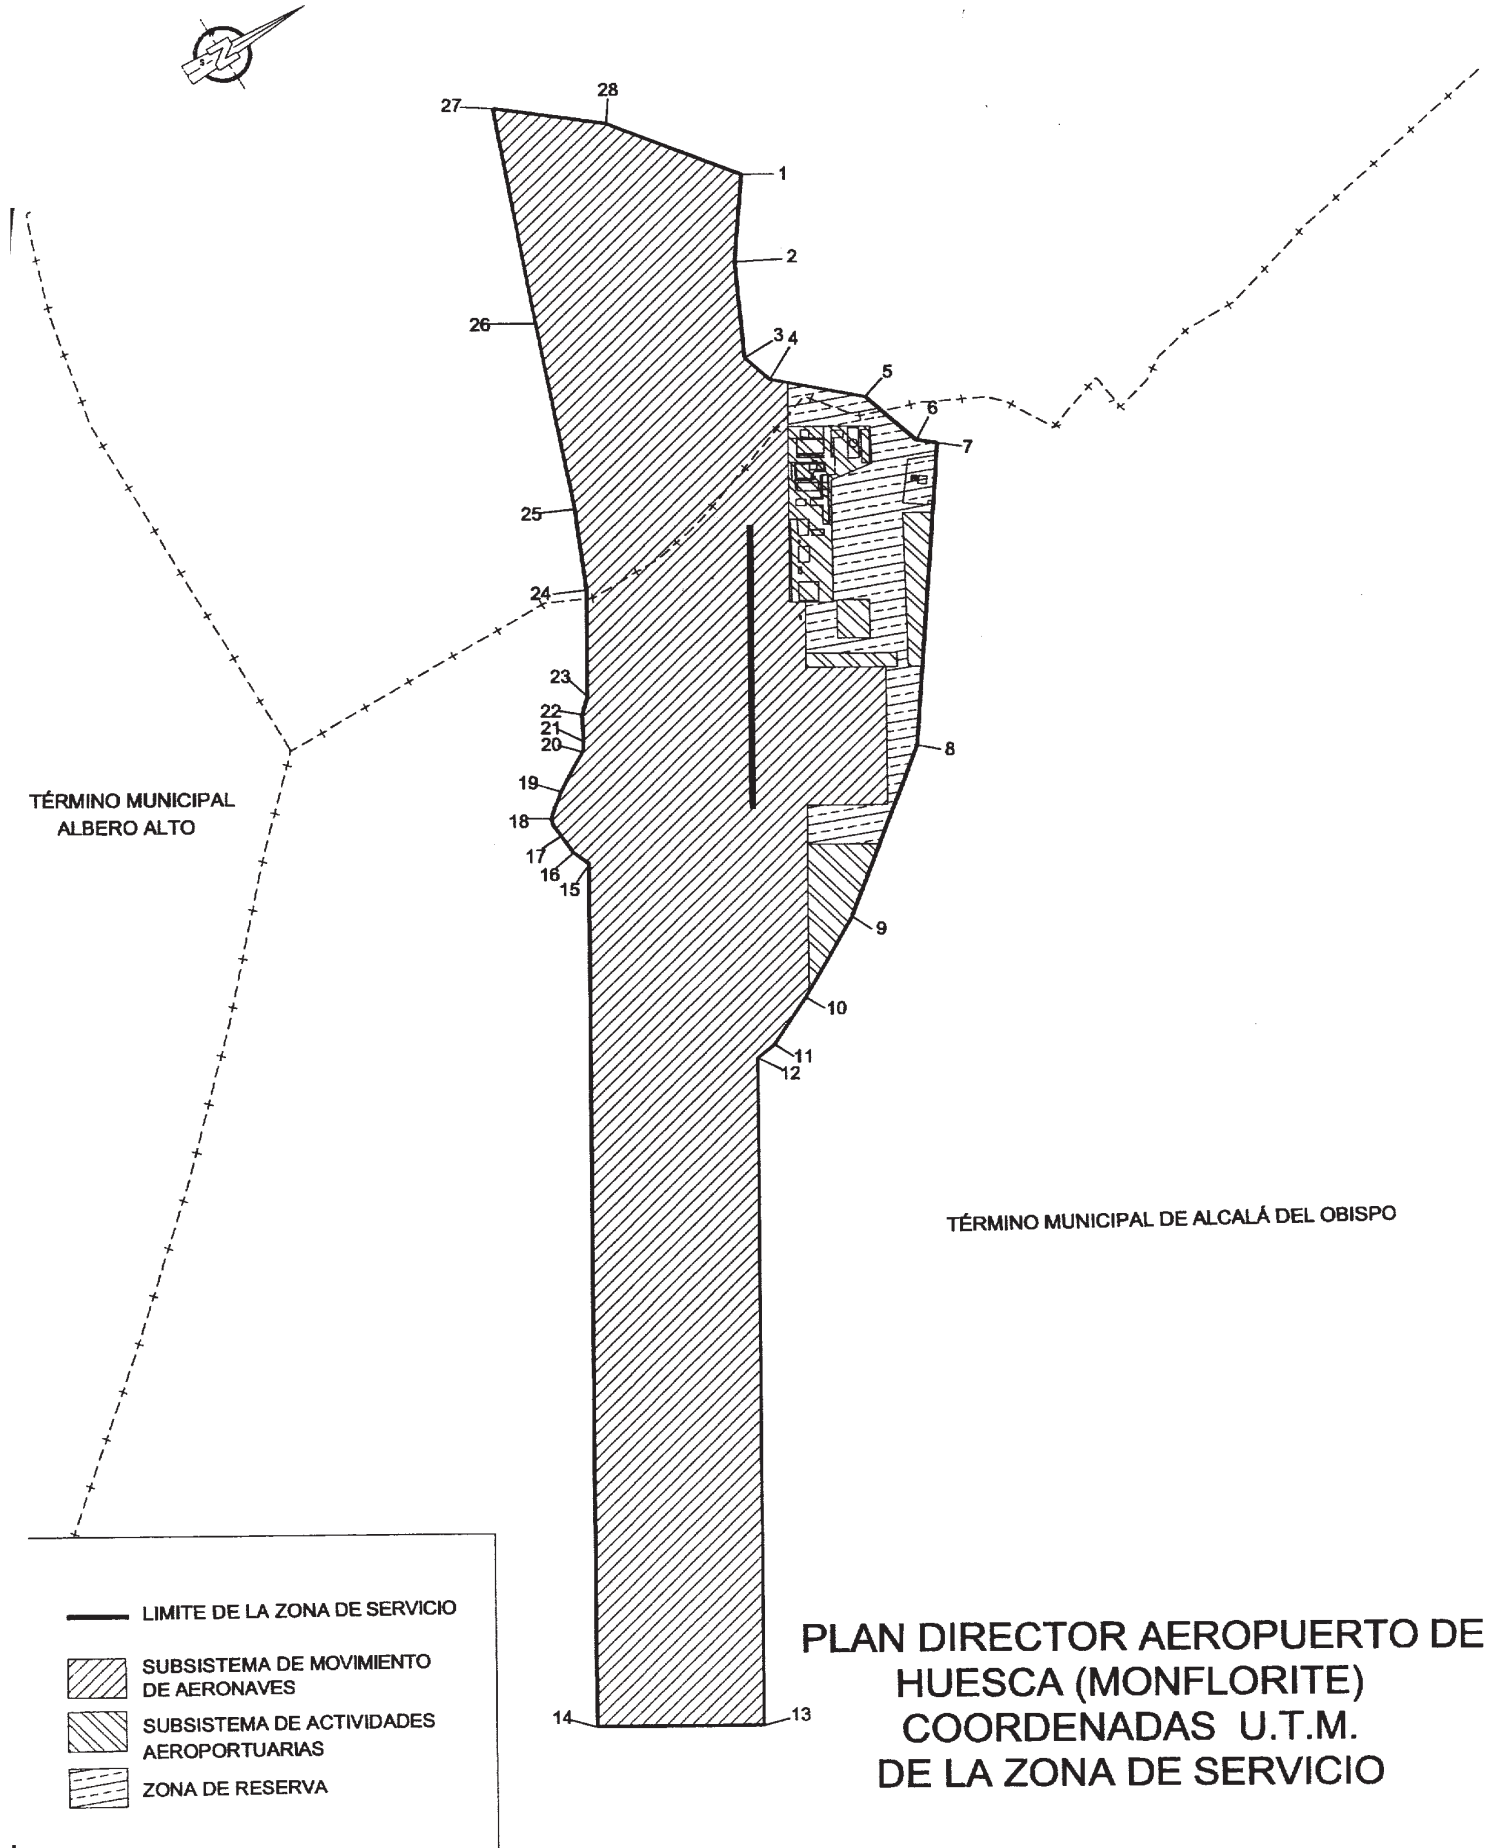 N
S
27
28
1
2
26
3
4
5
6
7
25
24
23
22
21
20
19
18
17
16
15
8
9
10
11
12
TÉRMINO MUNICIPAL
ALBERO ALTO
TÉRMINO MUNICIPAL DE ALCALÁ DEL OBISPO
14
13
LIMITE DE LA ZONA DE SERVICIO
SUBSISTEMA DE MOVIMIENTO
DE AERONAVES
SUBSISTEMA DE ACTIVIDADES
AEROPORTUARIAS
ZONA DE RESERVA
PLAN DIRECTOR AEROPUERTO DE
HUESCA (MONFLORITE)
COORDENADAS U.T.M.
DE LA ZONA DE SERVICIO